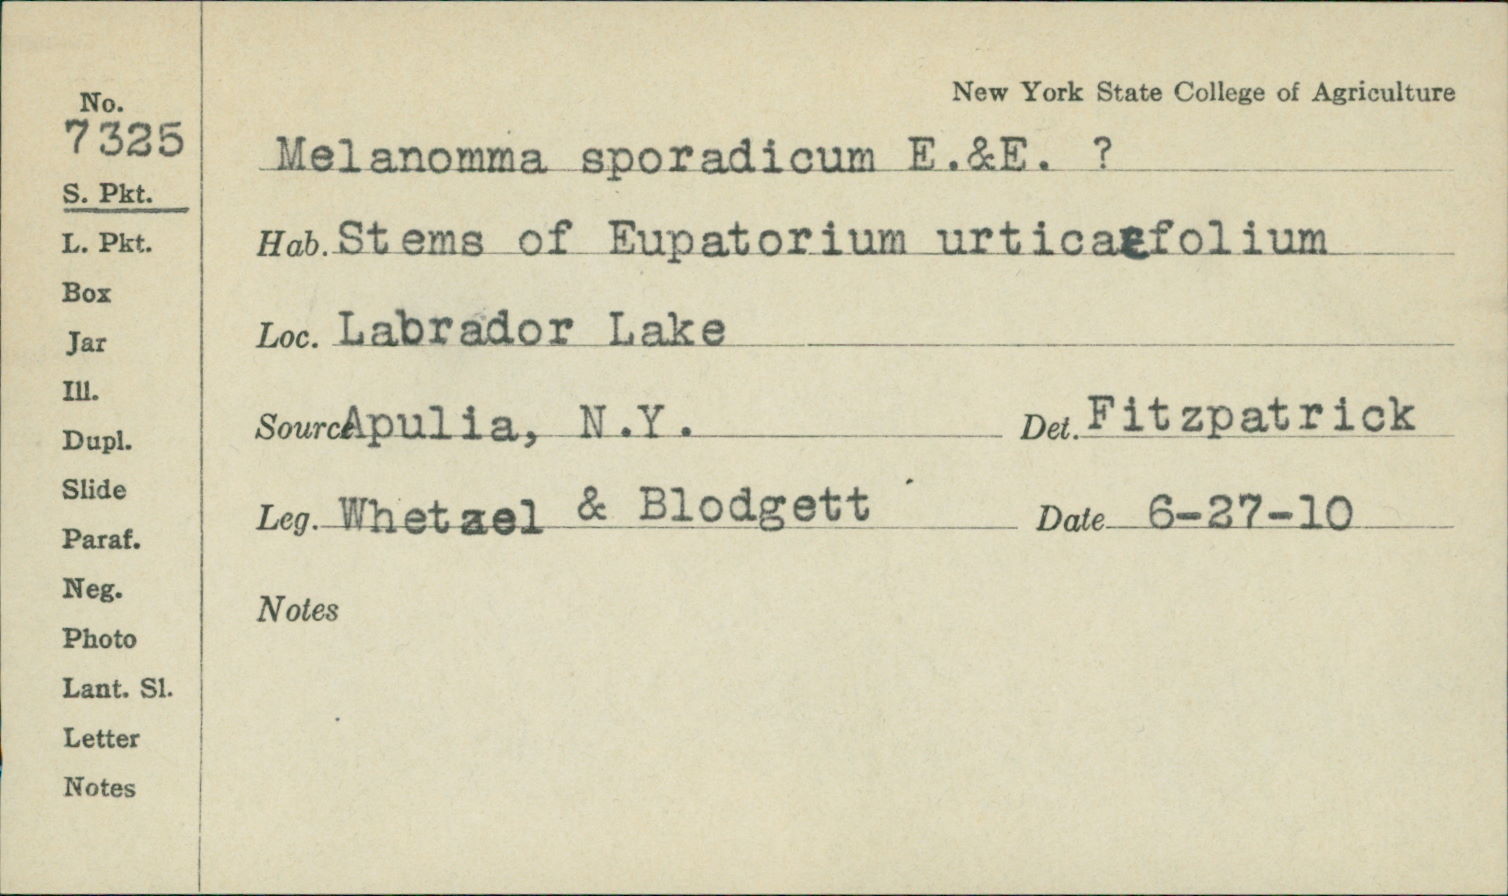 New York State College of Agriculture
No.
7325
S. Pkt.
L. Pkt.
Box
Jar
Ill.
Dupl.
Slide
Paraf.
Neg.
Photo
Lant. Sl.
Letter
Notes
Melanomma sporadicum E.&E. ?
Hab. Stems of Eupatorium urticaefolium
Loc. Labrador Lake
Source Apulia, N.Y. Det. Fitzpatrick
Leg. Whetzel & Blodgett Date 6-27-10
Notes